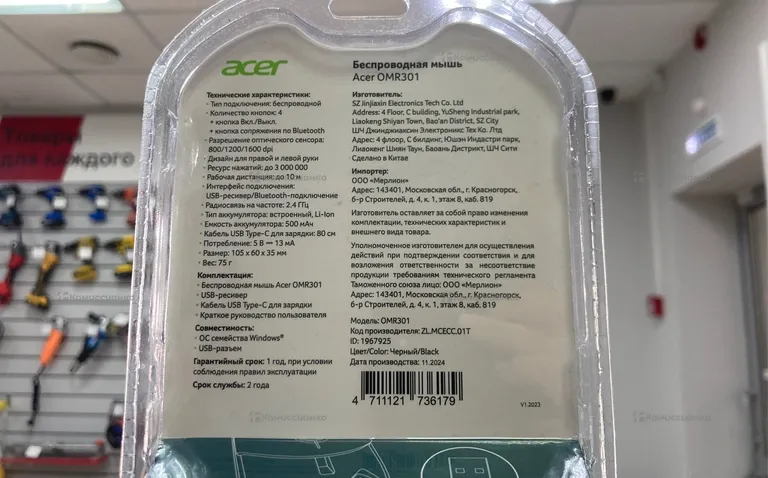 acer
Технические характеристики:
· Тип подключения: беспроводной
· Количество кнопок: 4
+ кнопка Вкл./Выкл.
+ кнопка сопряжения по Bluetooth
· Разрешение оптического сенсора:
800/1200/1600 dpi
· Дизайн для правой и левой руки
· Ресурс нажатий: до 3 000 000
· Рабочая дистанция: до 10 м
· Интерфейс подключения:
USB-ресивер/Bluetooth-подключение
· Радиосвязь на частоте: 2.4 ГГц
· Тип аккумулятора: встроенный, Li-Ion
· Емкость аккумулятора: 500 мАч
· Кабель USB Type-C для зарядки: 80 см
· Потребление: 5 В ⎓ 13 мА
· Размер: 105 x 60 x 35 мм
· Вес: 75 г
Комплектация:
· Беспроводная мышь Acer OMR301
· USB-ресивер
· Кабель USB Type-C для зарядки
· Краткое руководство пользователя
Совместимость:
· ОС семейства Windows®
· USB-разъем
Гарантийный срок: 1 год, при условии
соблюдения правил эксплуатации
Срок службы: 2 года
Беспроводная мышь
Acer OMR301
Изготовитель:
SZ Jinjiaxin Electronics Tech Co. Ltd
Address: 4 Floor, C building, YuSheng Industrial park,
Liaokeng Shiyan Town, Bao'an District, SZ City
ШЧ Джинджиаксин Электроникс Тех Ко. Лтд
Адрес: 4 флоор, С билдинг, Юшэн Индастри парк,
Ливокенг Шиян Таун, Баоань Дистрикт, ШЧ Сити
Сделано в Китае
Импортер:
ООО «Мерлион»
Адрес: 143401, Московская обл., г. Красногорск,
б-р Строителей, д. 4, к. 1, этаж 8, каб. 819
Изготовитель оставляет за собой право изменения
комплектации, технических характеристик и
внешнего вида товара.
Уполномоченное изготовителем для осуществления
действий при подтверждении соответствия и для
возложения ответственности за несоответствие
продукции требованиям технического регламента
Таможенного союза лицо: ООО «Мерлион»
Адрес: 143401, Московская обл., г. Красногорск,
б-р Строителей, д. 4, к. 1, этаж 8, каб. 819
Модель: OMR301
Код производителя: ZL.MCECC.01T
ID: 1967925
Цвет/Color: Черный/Black
Дата производства: 11.2024
4 711121 736179
V1.2023
Товары
для каждого
Комиссионко
Комиссионко
Комиссионко
Комиссионко